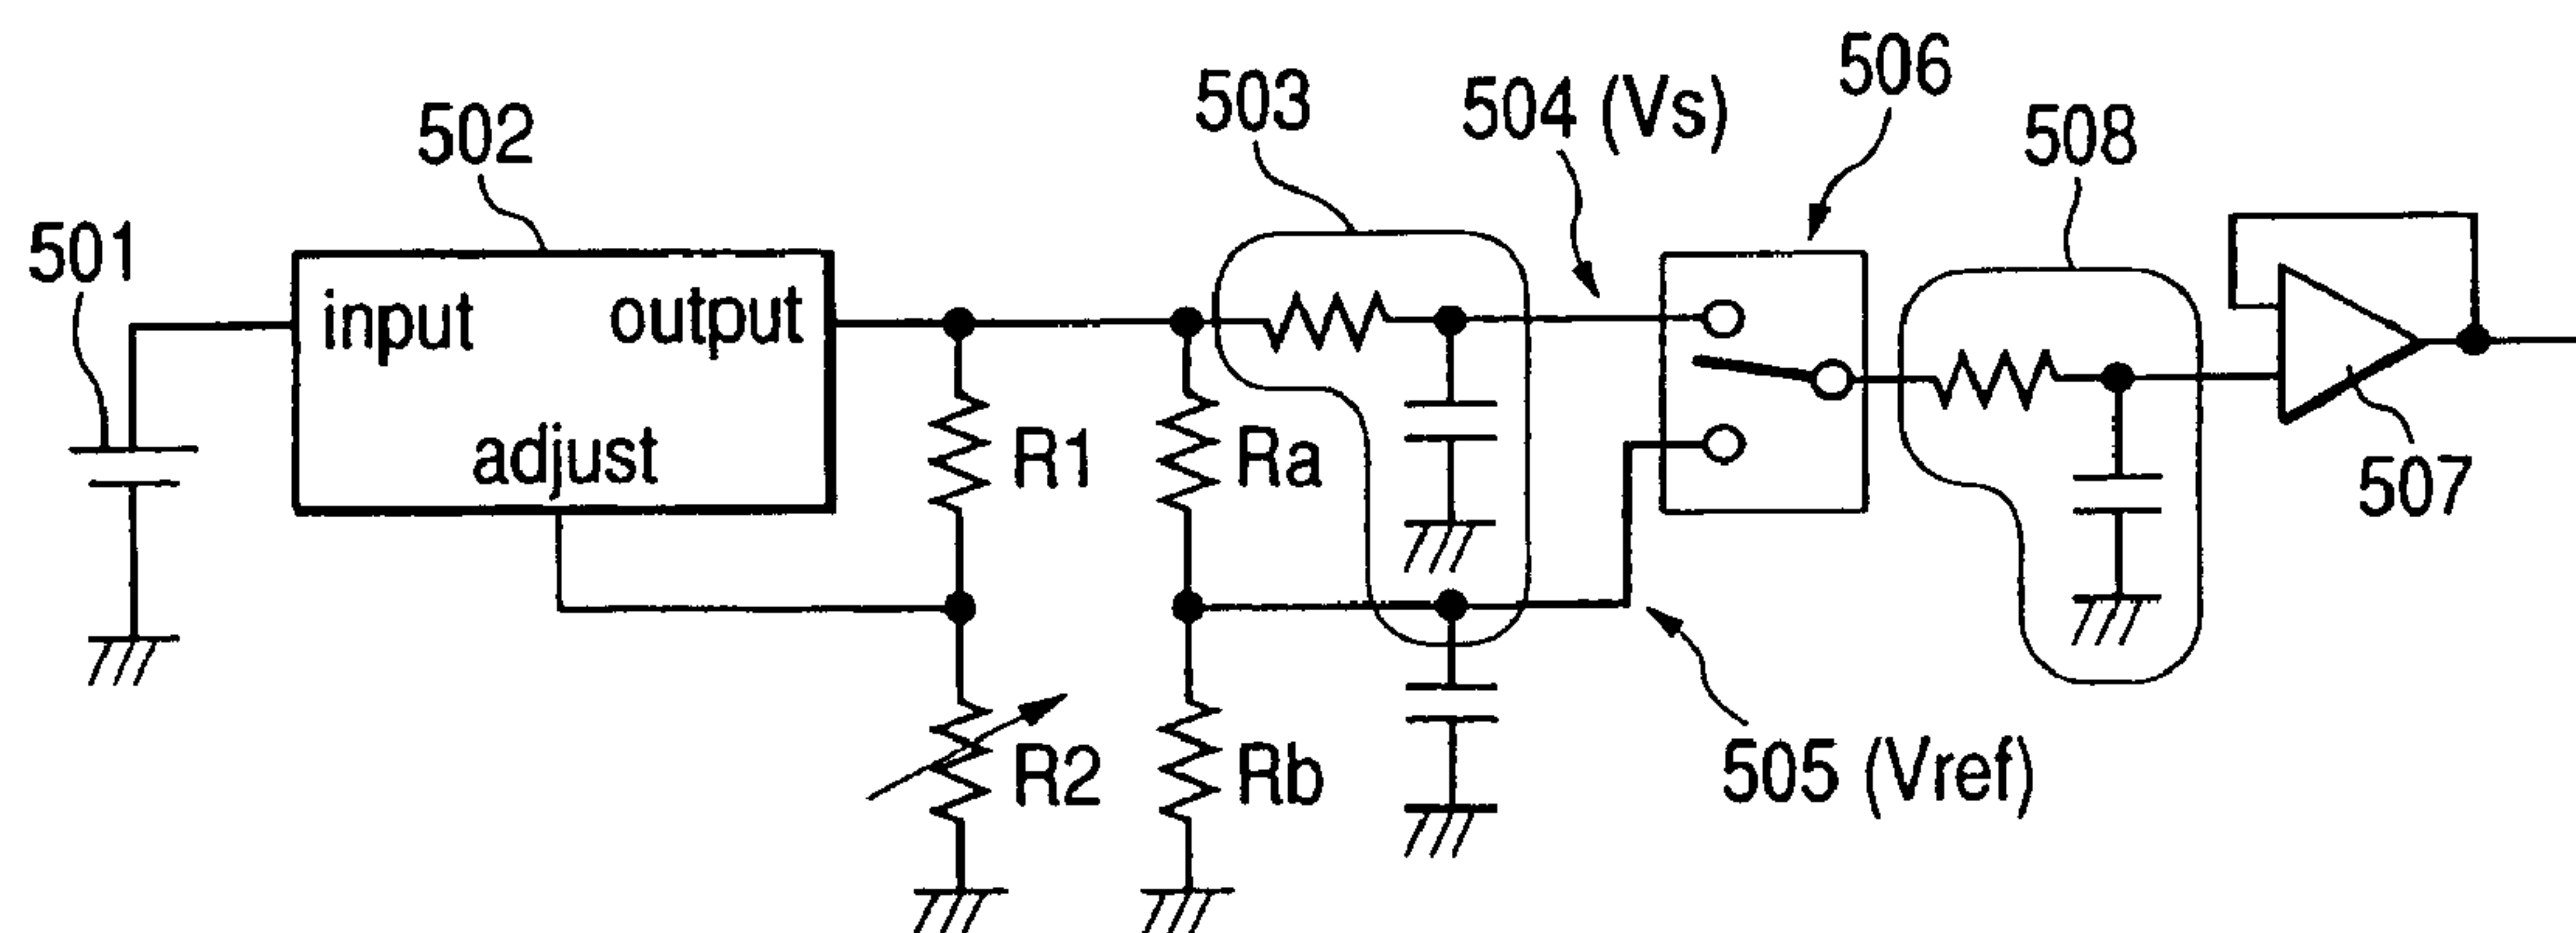 506
503
504 (Vs)
502
508
501
input
output
adjust
R1
Ra
507
R2
Rb
505 (Vref)